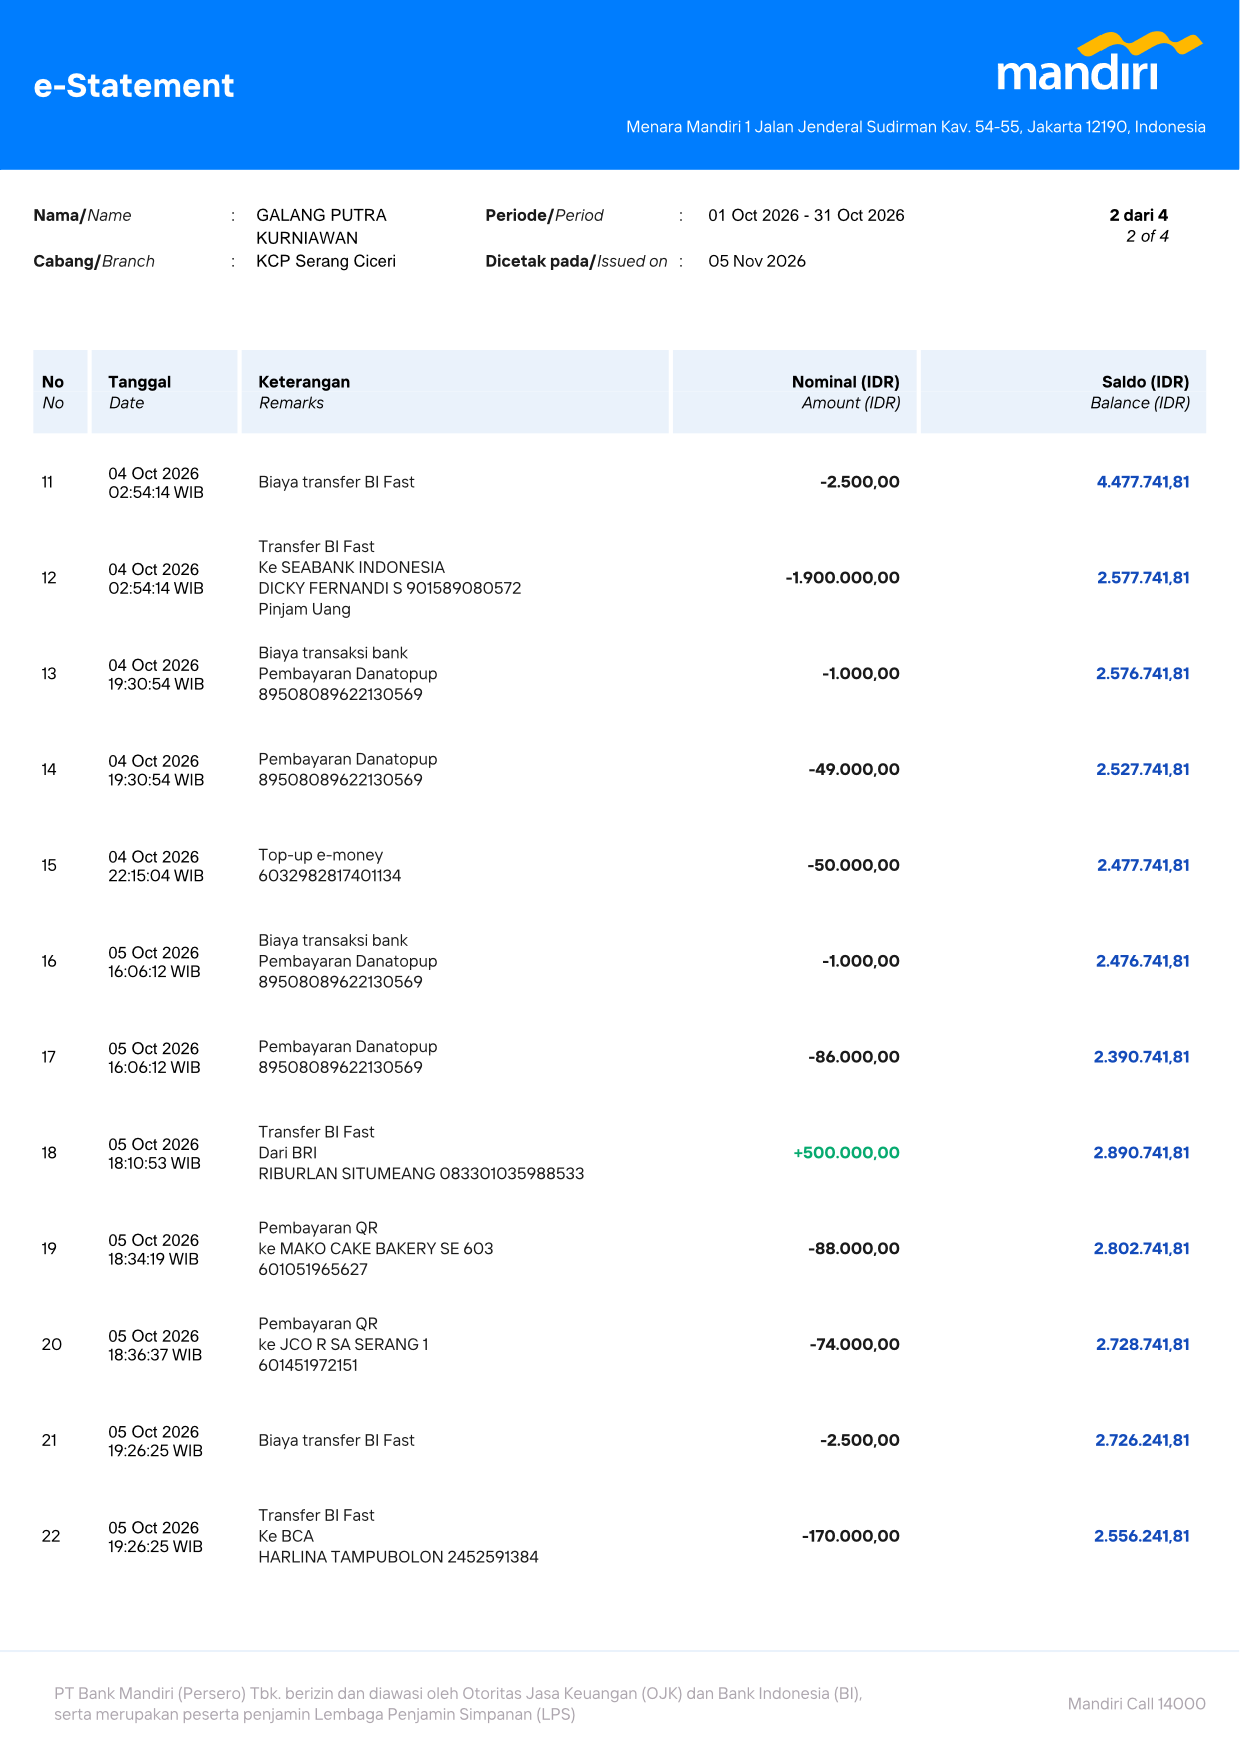 e-Statement
mandiri
Menara Mandiri 1 Jalan Jenderal Sudirman Kav. 54-55, Jakarta 12190, Indonesia
Nama/Name : GALANG PUTRA KURNIAWAN
Periode/Period : 01 Oct 2026 - 31 Oct 2026
2 dari 4
2 of 4
Cabang/Branch : KCP Serang Ciceri
Dicetak pada/Issued on : 05 Nov 2026
No Tanggal Keterangan Nominal (IDR) Saldo (IDR)
No Date Remarks Amount (IDR) Balance (IDR)
11 04 Oct 2026 02:54:14 WIB Biaya transfer BI Fast -2.500,00 4.477.741,81
Transfer BI Fast
Ke SEABANK INDONESIA
12 04 Oct 2026 02:54:14 WIB DICKY FERNANDI S 901589080572 -1.900.000,00 2.577.741,81
Pinjam Uang
Biaya transaksi bank
13 04 Oct 2026 19:30:54 WIB Pembayaran Danatopup -1.000,00 2.576.741,81
89508089622130569
14 04 Oct 2026 19:30:54 WIB Pembayaran Danatopup -49.000,00 2.527.741,81
89508089622130569
15 04 Oct 2026 22:15:04 WIB Top-up e-money -50.000,00 2.477.741,81
6032982817401134
Biaya transaksi bank
16 05 Oct 2026 16:06:12 WIB Pembayaran Danatopup -1.000,00 2.476.741,81
89508089622130569
17 05 Oct 2026 16:06:12 WIB Pembayaran Danatopup -86.000,00 2.390.741,81
89508089622130569
Transfer BI Fast
18 05 Oct 2026 18:10:53 WIB Dari BRI +500.000,00 2.890.741,81
RIBURLAN SITUMEANG 083301035988533
Pembayaran QR
19 05 Oct 2026 18:34:19 WIB ke MAKO CAKE BAKERY SE 603 -88.000,00 2.802.741,81
601051965627
Pembayaran QR
20 05 Oct 2026 18:36:37 WIB ke JCO R SA SERANG 1 -74.000,00 2.728.741,81
601451972151
21 05 Oct 2026 19:26:25 WIB Biaya transfer BI Fast -2.500,00 2.726.241,81
Transfer BI Fast
22 05 Oct 2026 19:26:25 WIB Ke BCA -170.000,00 2.556.241,81
HARLINA TAMPUBOLON 2452591384
PT Bank Mandiri (Persero) Tbk. berizin dan diawasi oleh Otoritas Jasa Keuangan (OJK) dan Bank Indonesia (BI),
serta merupakan peserta penjamin Lembaga Penjamin Simpanan (LPS)
Mandiri Call 14000